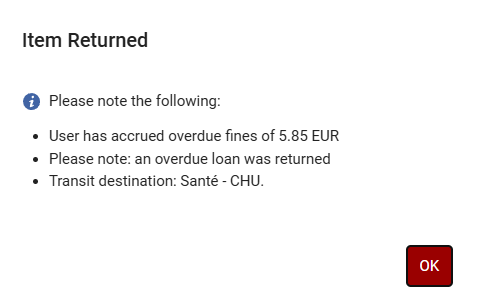 Item Returned
Please note the following:
User has accrued overdue fines of 5.85 EUR
Please note: an overdue loan was returned
Transit destination: Santé - CHU.
OK